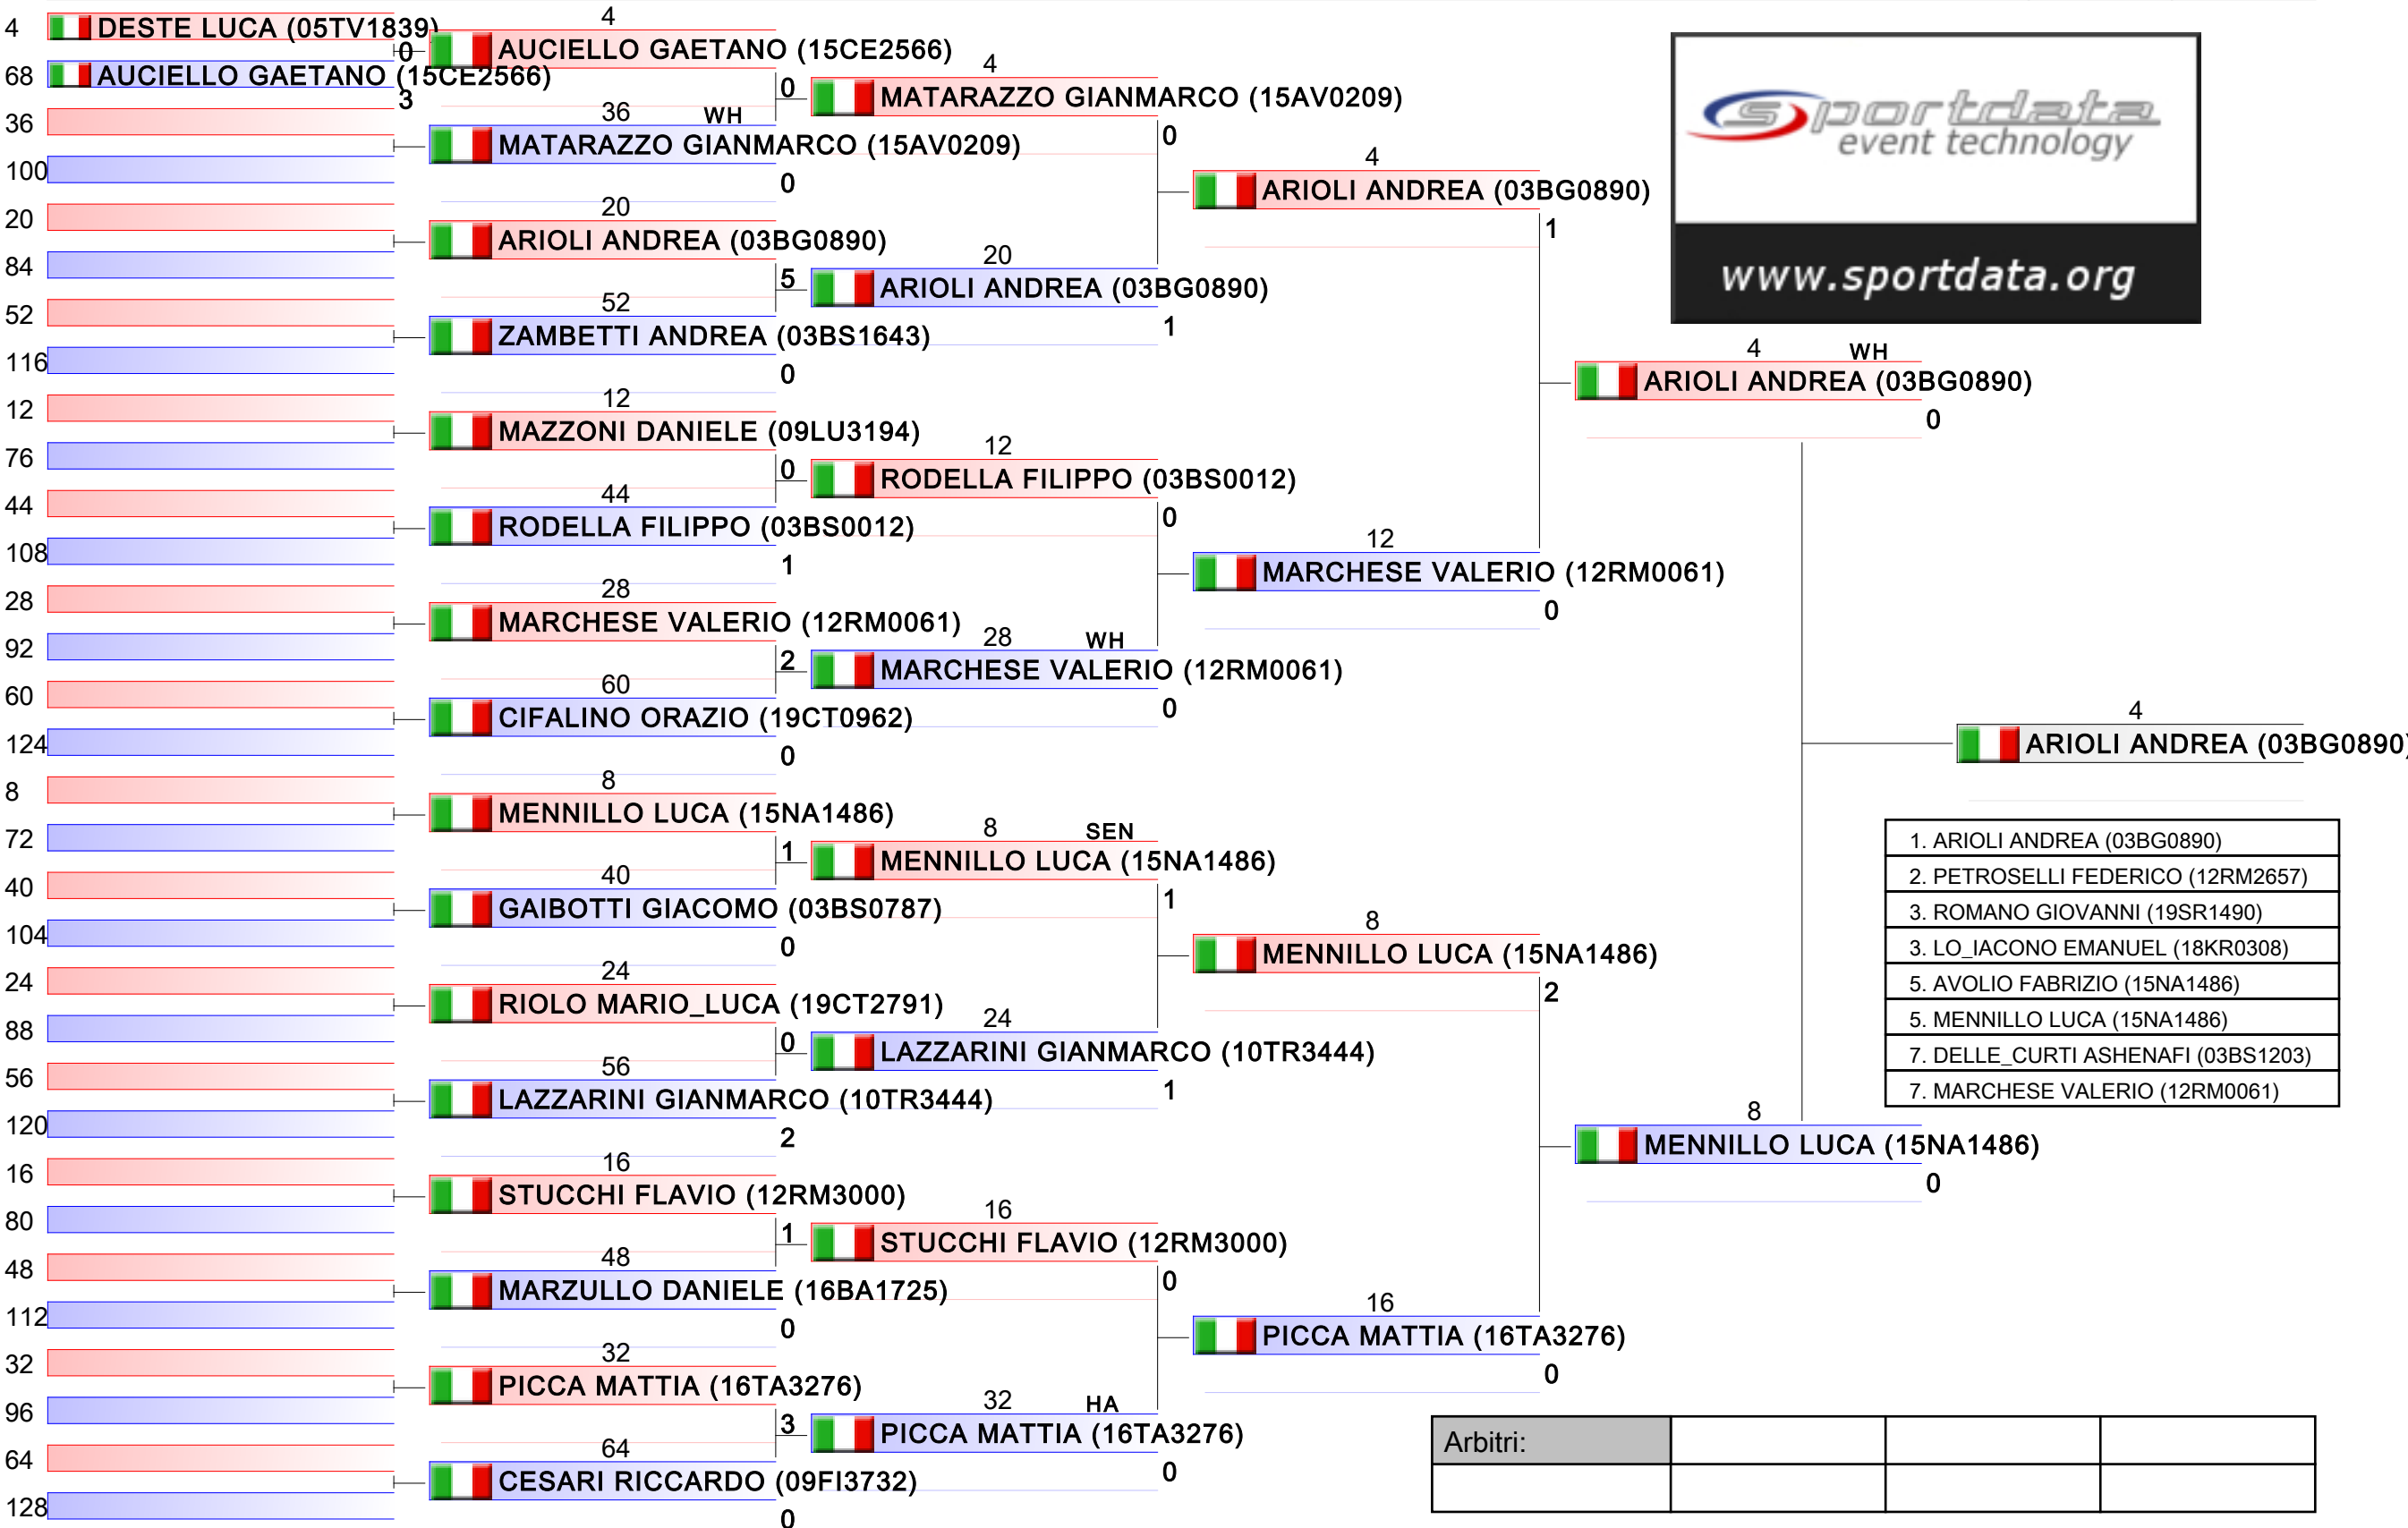 4 DESTE LUCA (05TV1839)
0
68 AUCIELLO GAETANO (15CE2566)
3
36
100
20
84
52
116
12
76
44
108
28
92
60
124
8
72
40
104
24
88
56
120
16
80
48
112
32
96
64
128
4
AUCIELLO GAETANO (15CE2566)
0
36 WH
MATARAZZO GIANMARCO (15AV0209)
0
20
ARIOLI ANDREA (03BG0890)
5
52
ZAMBETTI ANDREA (03BS1643)
0
12
MAZZONI DANIELE (09LU3194)
0
44
RODELLA FILIPPO (03BS0012)
1
28
MARCHESE VALERIO (12RM0061)
2
60
CIFALINO ORAZIO (19CT0962)
0
8
MENNILLO LUCA (15NA1486)
1
40
GAIBOTTI GIACOMO (03BS0787)
0
24
RIOLO MARIO_LUCA (19CT2791)
0
56
LAZZARINI GIANMARCO (10TR3444)
2
16
STUCCHI FLAVIO (12RM3000)
1
48
MARZULLO DANIELE (16BA1725)
0
32
PICCA MATTIA (16TA3276)
3
64
CESARI RICCARDO (09FI3732)
0
4
MATARAZZO GIANMARCO (15AV0209)
0
20
ARIOLI ANDREA (03BG0890)
1
12
RODELLA FILIPPO (03BS0012)
0
28 WH
MARCHESE VALERIO (12RM0061)
0
8 SEN
MENNILLO LUCA (15NA1486)
1
24
LAZZARINI GIANMARCO (10TR3444)
1
16
STUCCHI FLAVIO (12RM3000)
0
32 HA
PICCA MATTIA (16TA3276)
0
4
ARIOLI ANDREA (03BG0890)
1
12
MARCHESE VALERIO (12RM0061)
0
8
MENNILLO LUCA (15NA1486)
2
16
PICCA MATTIA (16TA3276)
0
sportdata
event technology
www.sportdata.org
4 WH
ARIOLI ANDREA (03BG0890)
0
8
MENNILLO LUCA (15NA1486)
0
4
ARIOLI ANDREA (03BG0890)
1. ARIOLI ANDREA (03BG0890)
2. PETROSELLI FEDERICO (12RM2657)
3. ROMANO GIOVANNI (19SR1490)
3. LO_IACONO EMANUEL (18KR0308)
5. AVOLIO FABRIZIO (15NA1486)
5. MENNILLO LUCA (15NA1486)
7. DELLE_CURTI ASHENAFI (03BS1203)
7. MARCHESE VALERIO (12RM0061)
Arbitri: